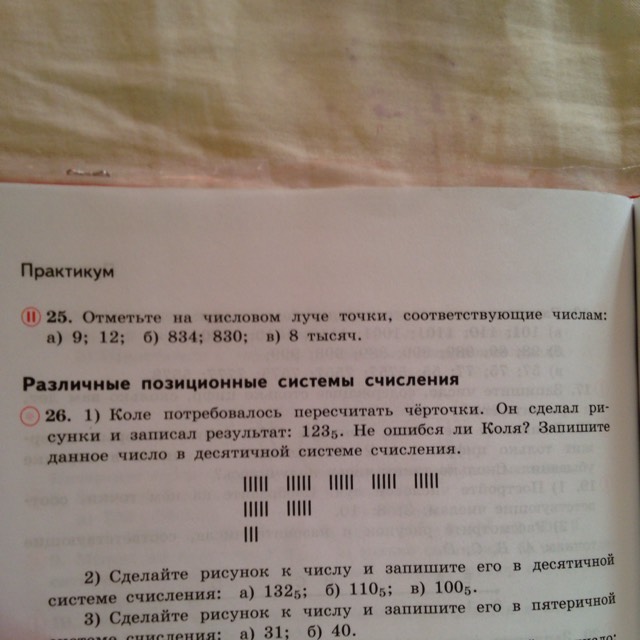 Практикум
25. Отметьте на числовом луче точки, соответствующие числам:
а) 9; 12; б) 834; 830; в) 8 тысяч.
Различные позиционные системы счисления
26. 1) Коле потребовалось пересчитать чёрточки. Он сделал ри-
сунки и записал результат: 123₅. Не ошибся ли Коля? Запишите
данное число в десятичной системе счисления.
2) Сделайте рисунок к числу и запишите его в десятичной
системе счисления: а) 132₅; б) 110₅; в) 100₅.
3) Сделайте рисунок к числу и запишите его в пятеричной
системе счисления: а) 31; б) 40.